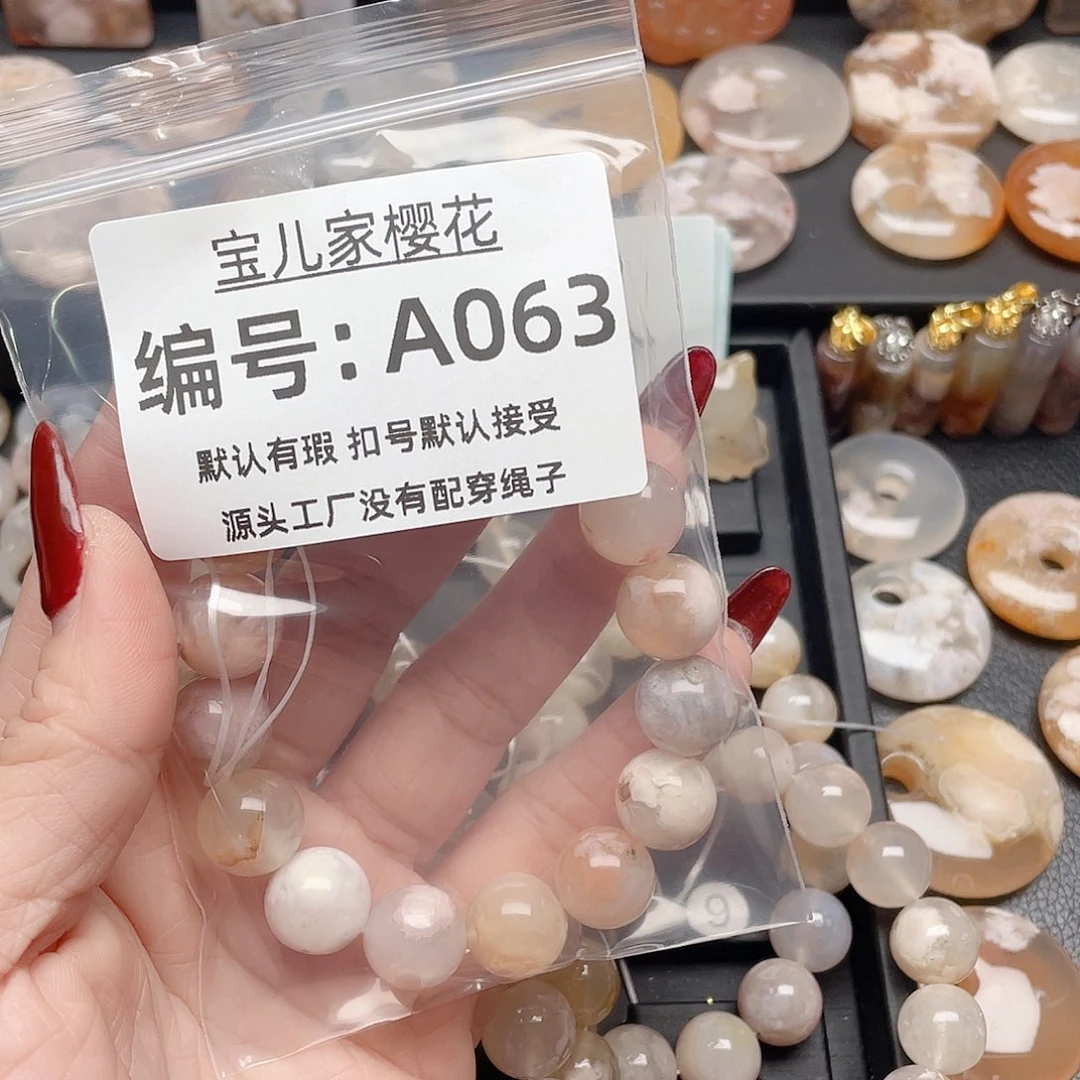 宝儿家樱花
编号：A063
默认有瑕 扣号默认接受
源头工厂没有配穿绳子
9